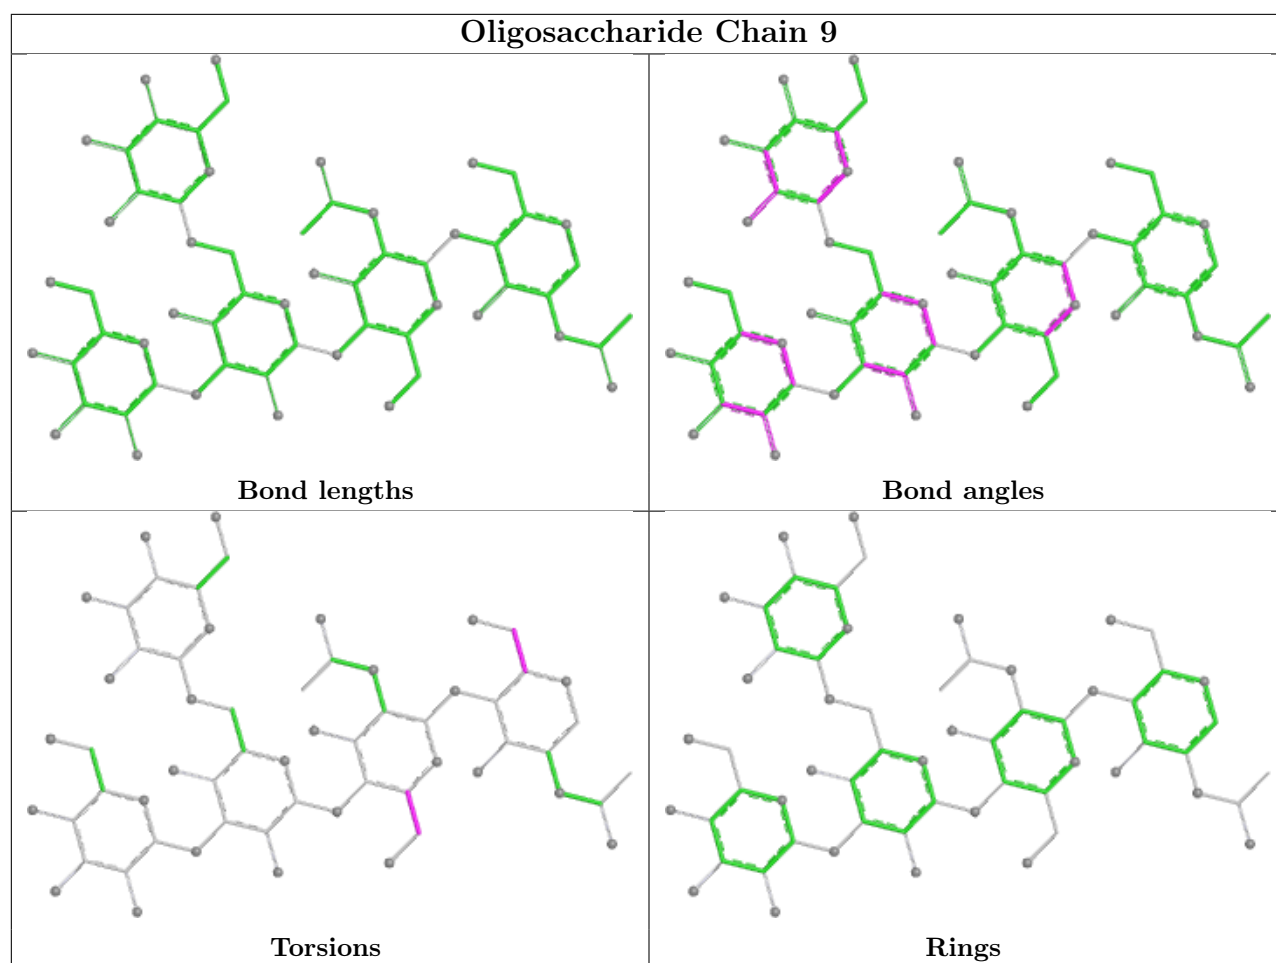 Oligosaccharide Chain 9
Bond lengths
Bond angles
Torsions
Rings